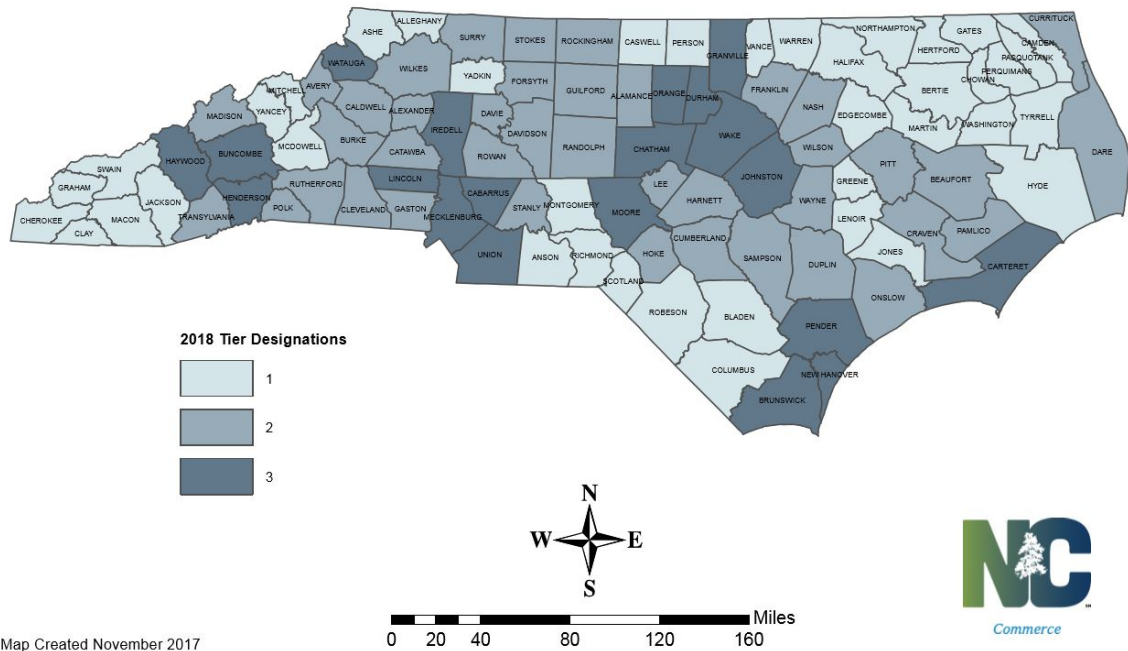 ALLEGHANY
ASHE
SURRY
STOKES
ROCKINGHAM
CASWELL
PERSON
GRANVILLE
VANCE
WARREN
NORTHAMPTON
GATES
HERTFORD
CURRITUCK
CAMDEN
PASQUOTANK
PERQUIMANS
CHOWAN
HALIFAX
BERTIE
WATAUGA
WILKES
YADKIN
FORSYTH
GUILFORD
ALAMANCE
ORANGE
DURHAM
FRANKLIN
NASH
EDGECOMBE
MARTIN
WASHINGTON
TYRRELL
DARE
MITCHELL
AVERY
YANCEY
MADISON
CALDWELL
ALEXANDER
IREDELL
DAVIE
DAVIDSON
RANDOLPH
CHATHAM
WAKE
WILSON
PITT
BEAUFORT
HYDE
BURKE
MCDOWELL
CATAWBA
ROWAN
HAYWOOD
BUNCOMBE
SWAIN
GRAHAM
CHEROKEE
CLAY
MACON
JACKSON
TRANSYLVANIA
HENDERSON
POLK
RUTHERFORD
CLEVELAND
LINCOLN
GASTON
MECKLENBURG
CABARRUS
STANLY
MONTGOMERY
MOORE
LEE
HARNETT
JOHNSTON
WAYNE
GREENE
LENOIR
CRAVEN
PAMLICO
JONES
CARTERET
UNION
ANSON
RICHMOND
SCOTLAND
HOKE
CUMBERLAND
SAMPSON
DUPLIN
ONSLOW
ROBESON
BLADEN
PENDER
COLUMBUS
BRUNSWICK
NEW HANOVER
2018 Tier Designations
1
2
3
N
W E
S
Miles
0 20 40 80 120 160
NC
Commerce
Map Created November 2017